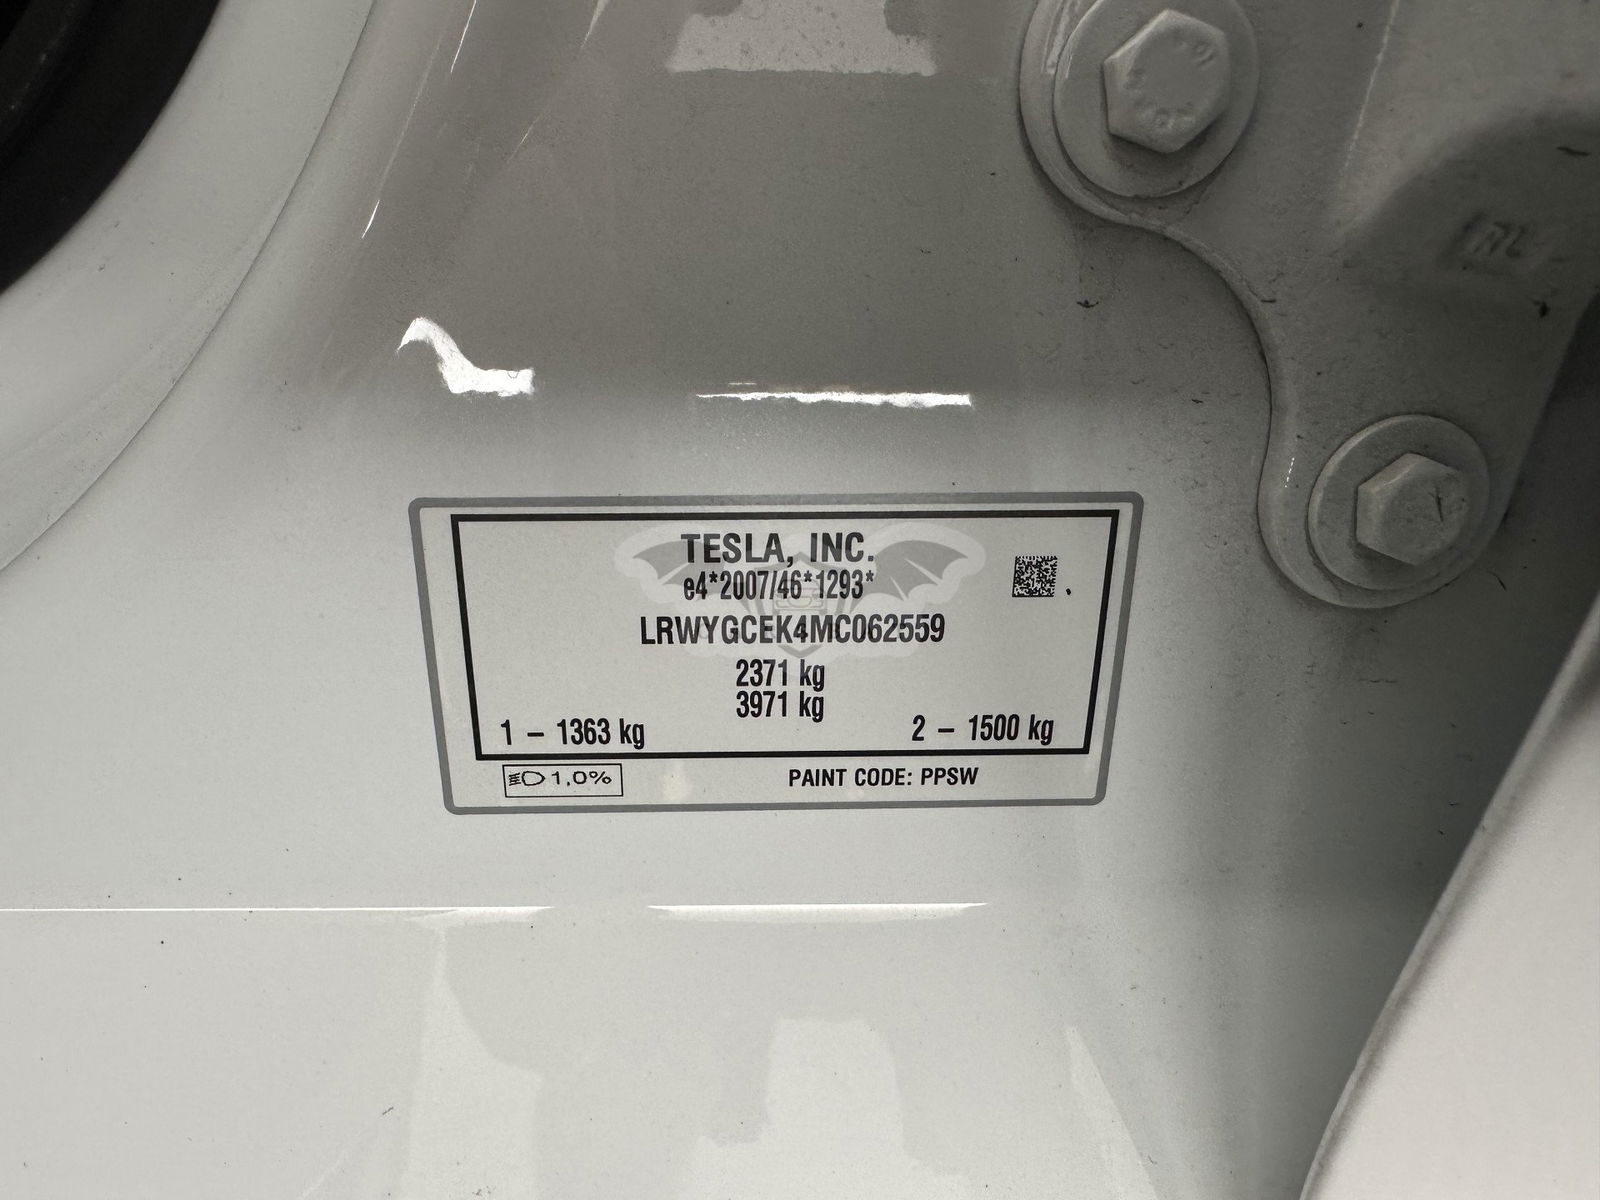 TESLA, INC.
e4*2007/46*1293*
LRWYGCEK4MC062559
2371 kg
3971 kg
1 – 1363 kg
2 – 1500 kg
1,0%
PAINT CODE: PPSW